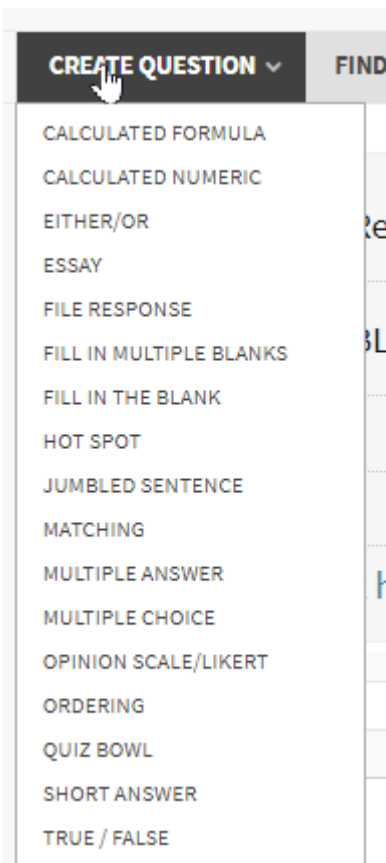 CREATE QUESTION FIND
CALCULATED FORMULA
CALCULATED NUMERIC
EITHER/OR
ESSAY
FILE RESPONSE
FILL IN MULTIPLE BLANKS
FILL IN THE BLANK
HOT SPOT
JUMBLED SENTENCE
MATCHING
MULTIPLE ANSWER
MULTIPLE CHOICE
OPINION SCALE/LIKERT
ORDERING
QUIZ BOWL
SHORT ANSWER
TRUE / FALSE